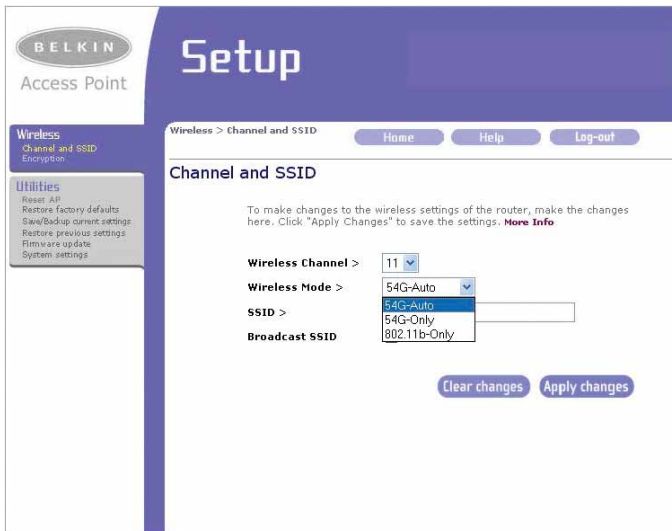 BELKIN
Access Point
Setup
Wireless
Channel and SSID
Encryption
Utilities
Reset AP
Restore factory defaults
Save/Backup current settings
Restore previous settings
Firmware update
System settings
Wireless > Channel and SSID
Home
Help
Log-out
Channel and SSID
To make changes to the wireless settings of the router, make the changes
here. Click "Apply Changes" to save the settings. More Info
Wireless Channel >
11
Wireless Mode >
54G-Auto
54G-Auto
54G-Only
802.11b-Only
SSID >
Broadcast SSID
Clear changes
Apply changes